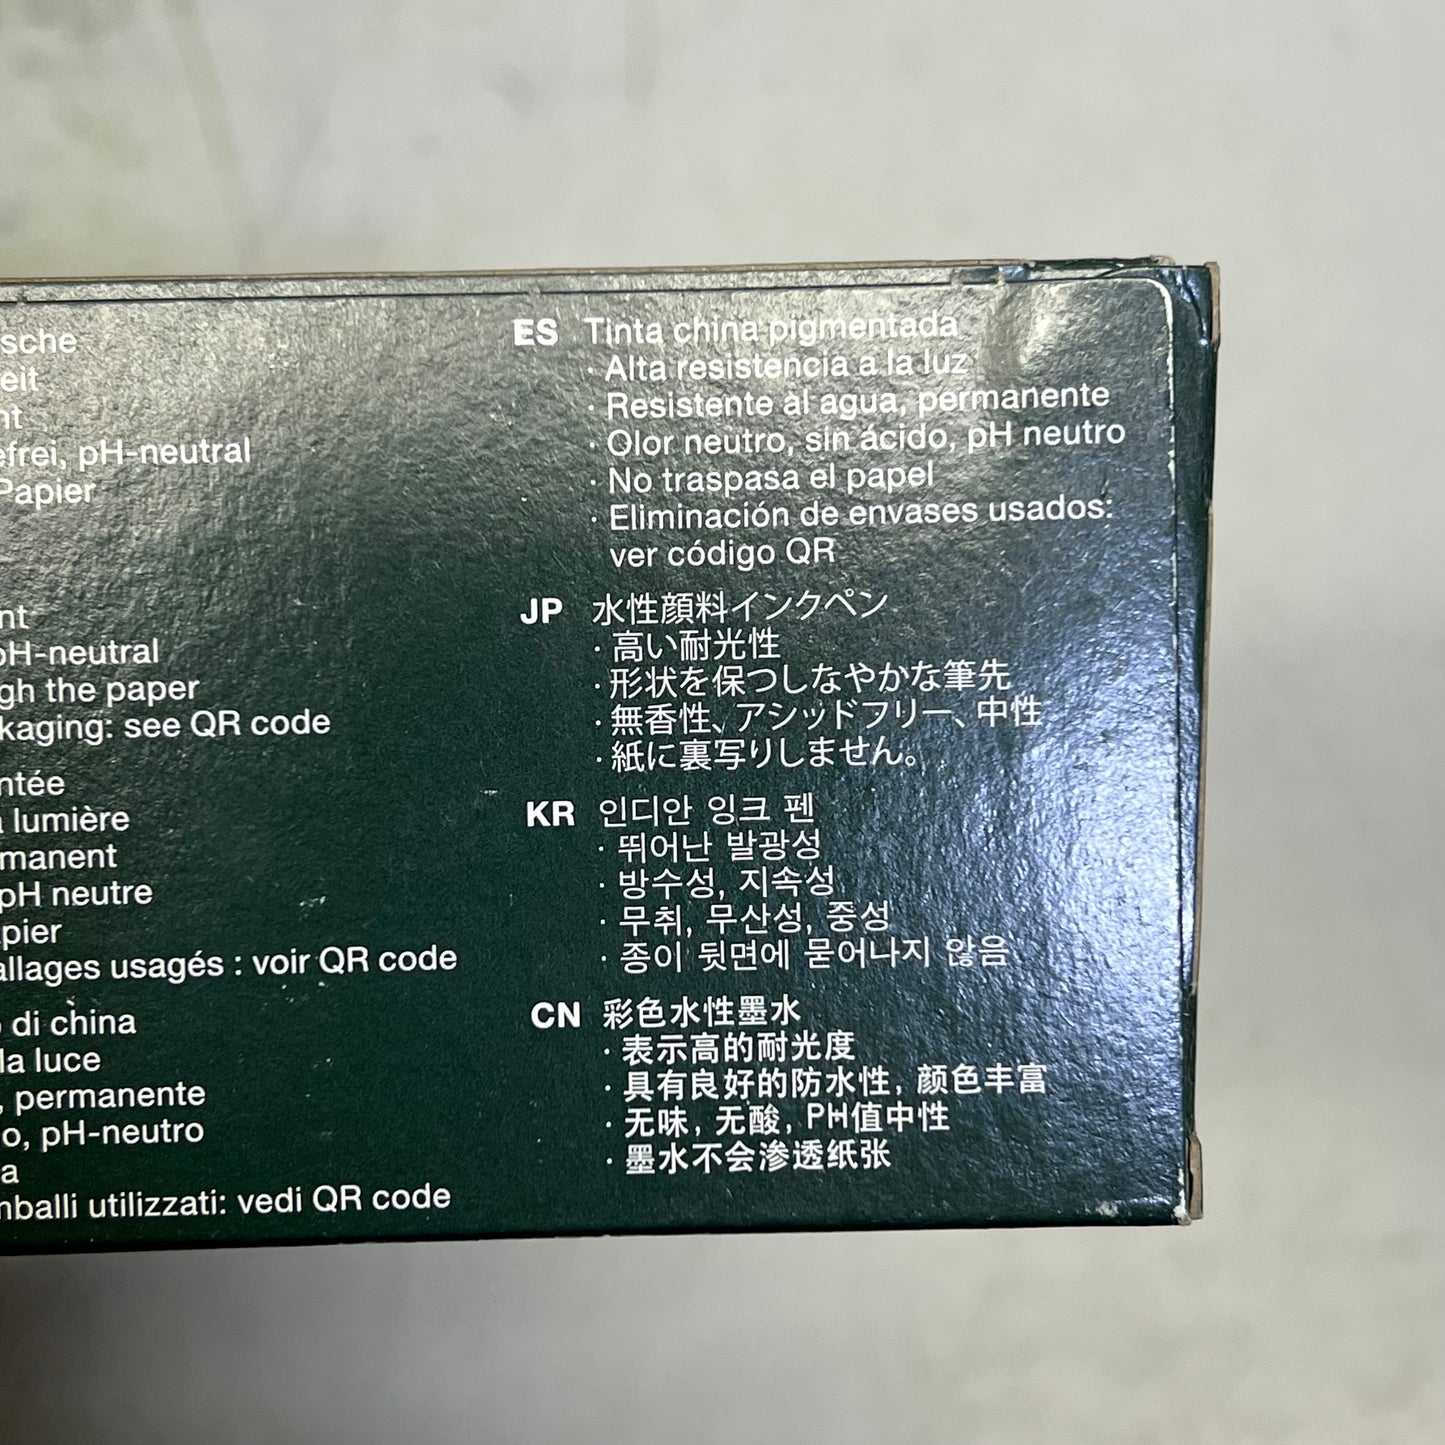 sche
eit
nt
efrei, pH-neutral
Papier
nt
pH-neutral
gh the paper
kaging: see QR code
ntée
a lumière
manent
pH neutre
pier
allages usagés : voir QR code
o di china
la luce
, permanente
o, pH-neutro
a
mballi utilizzati: vedi QR code
ES Tinta china pigmentada
· Alta resistencia a la luz
· Resistente al agua, permanente
· Olor neutro, sin ácido, pH neutro
· No traspasa el papel
· Eliminación de envases usados:
ver código QR
JP 水性顔料インクペン
· 高い耐光性
· 形状を保つしなやかな筆先
· 無香性、アシッドフリー、中性
· 紙に裏写りしません。
KR 인디안 잉크 펜
· 뛰어난 발광성
· 방수성, 지속성
· 무취, 무산성, 중성
· 종이 뒷면에 묻어나지 않음
CN 彩色水性墨水
· 表示高的耐光度
· 具有良好的防水性, 颜色丰富
· 无味, 无酸, PH值中性
· 墨水不会渗透纸张